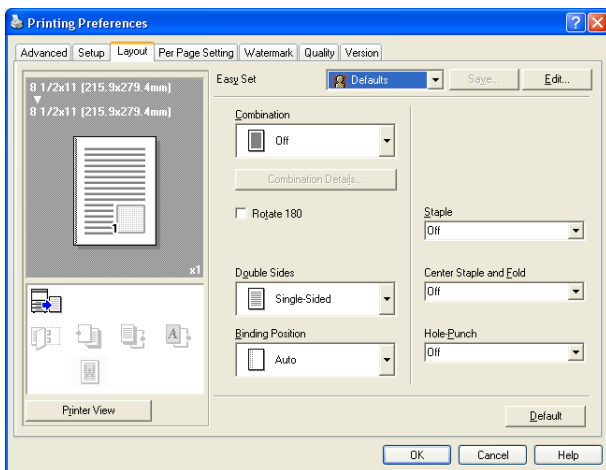 Printing Preferences
Advanced Setup Layout Per Page Setting Watermark Quality Version
8 1/2x11 (215.9x279.4mm)
8 1/2x11 (215.9x279.4mm)
1
x1
Printer View
Easy Set Defaults Save... Edit...
Combination
Off
Combination Details...
Rotate 180
Double Sides
Single-Sided
Binding Position
Auto
Staple
Off
Center Staple and Fold
Off
Hole-Punch
Off
Default
OK Cancel Help